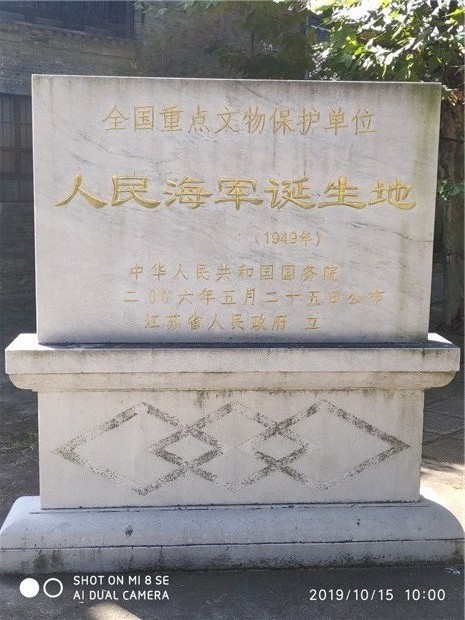 全国重点文物保护单位
人民海军诞生地
（1949年）
中华人民共和国国务院
二〇〇六年五月二十五日公布
江苏省人民政府 立
SHOT ON MI 8 SE
AI DUAL CAMERA
2019/10/15 10:00